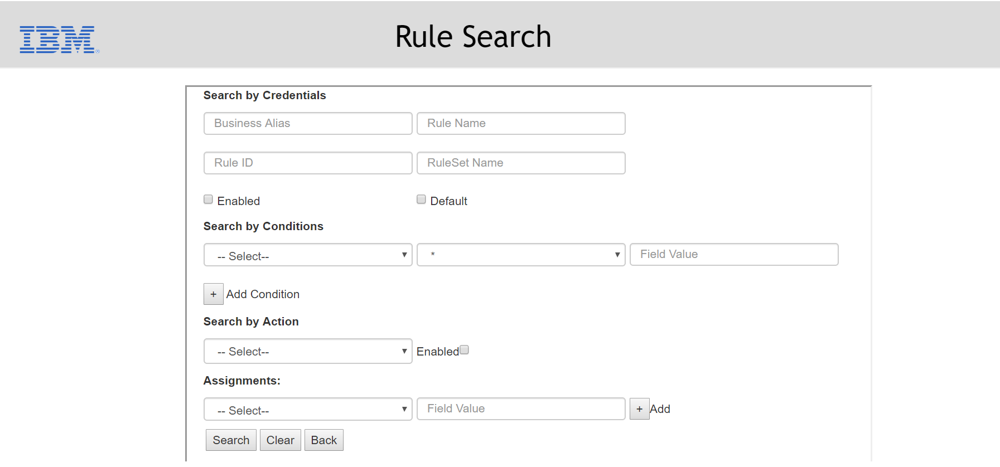 IBM®
Rule Search
Search by Credentials
Business Alias Rule Name
Rule ID RuleSet Name
Enabled Default
Search by Conditions
-- Select-- * Field Value
+ Add Condition
Search by Action
-- Select-- Enabled
Assignments:
-- Select-- Field Value + Add
Search Clear Back